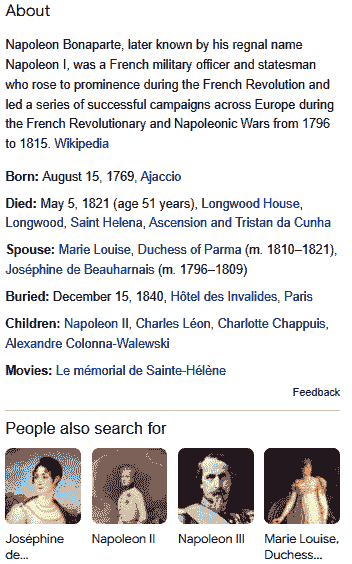 About
Napoleon Bonaparte, later known by his regnal name
Napoleon I, was a French military officer and statesman
who rose to prominence during the French Revolution and
led a series of successful campaigns across Europe during
the French Revolutionary and Napoleonic Wars from 1796
to 1815. Wikipedia
Born: August 15, 1769, Ajaccio
Died: May 5, 1821 (age 51 years), Longwood House,
Longwood, Saint Helena, Ascension and Tristan da Cunha
Spouse: Marie Louise, Duchess of Parma (m. 1810–1821),
Joséphine de Beauharnais (m. 1796–1809)
Buried: December 15, 1840, Hôtel des Invalides, Paris
Children: Napoleon II, Charles Léon, Charlotte Chappuis,
Alexandre Colonna-Walewski
Movies: Le mémorial de Sainte-Hélène
Feedback
People also search for
Joséphine de... Napoleon II Napoleon III Marie Louise, Duchess...